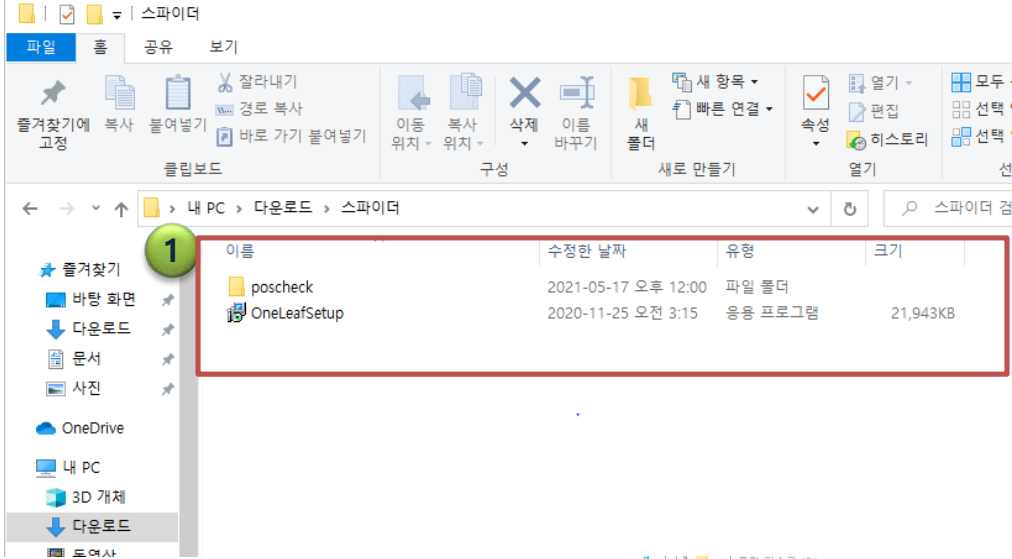 스파이더
파일 홈 공유 보기
즐겨찾기에 고정
복사
붙여넣기
잘라내기
경로 복사
바로 가기 붙여넣기
클립보드
이동 위치
복사 위치
삭제
이름 바꾸기
구성
새 폴더
새 항목
빠른 연결
새로 만들기
속성
열기
편집
히스토리
열기
모두
선택
선택
내 PC > 다운로드 > 스파이더
스파이더 검
1
이름 수정한 날짜 유형 크기
poscheck 2021-05-17 오후 12:00 파일 폴더
OneLeafSetup 2020-11-25 오전 3:15 응용 프로그램 21,943KB
즐겨찾기
바탕 화면
다운로드
문서
사진
OneDrive
내 PC
3D 개체
다운로드
동영상